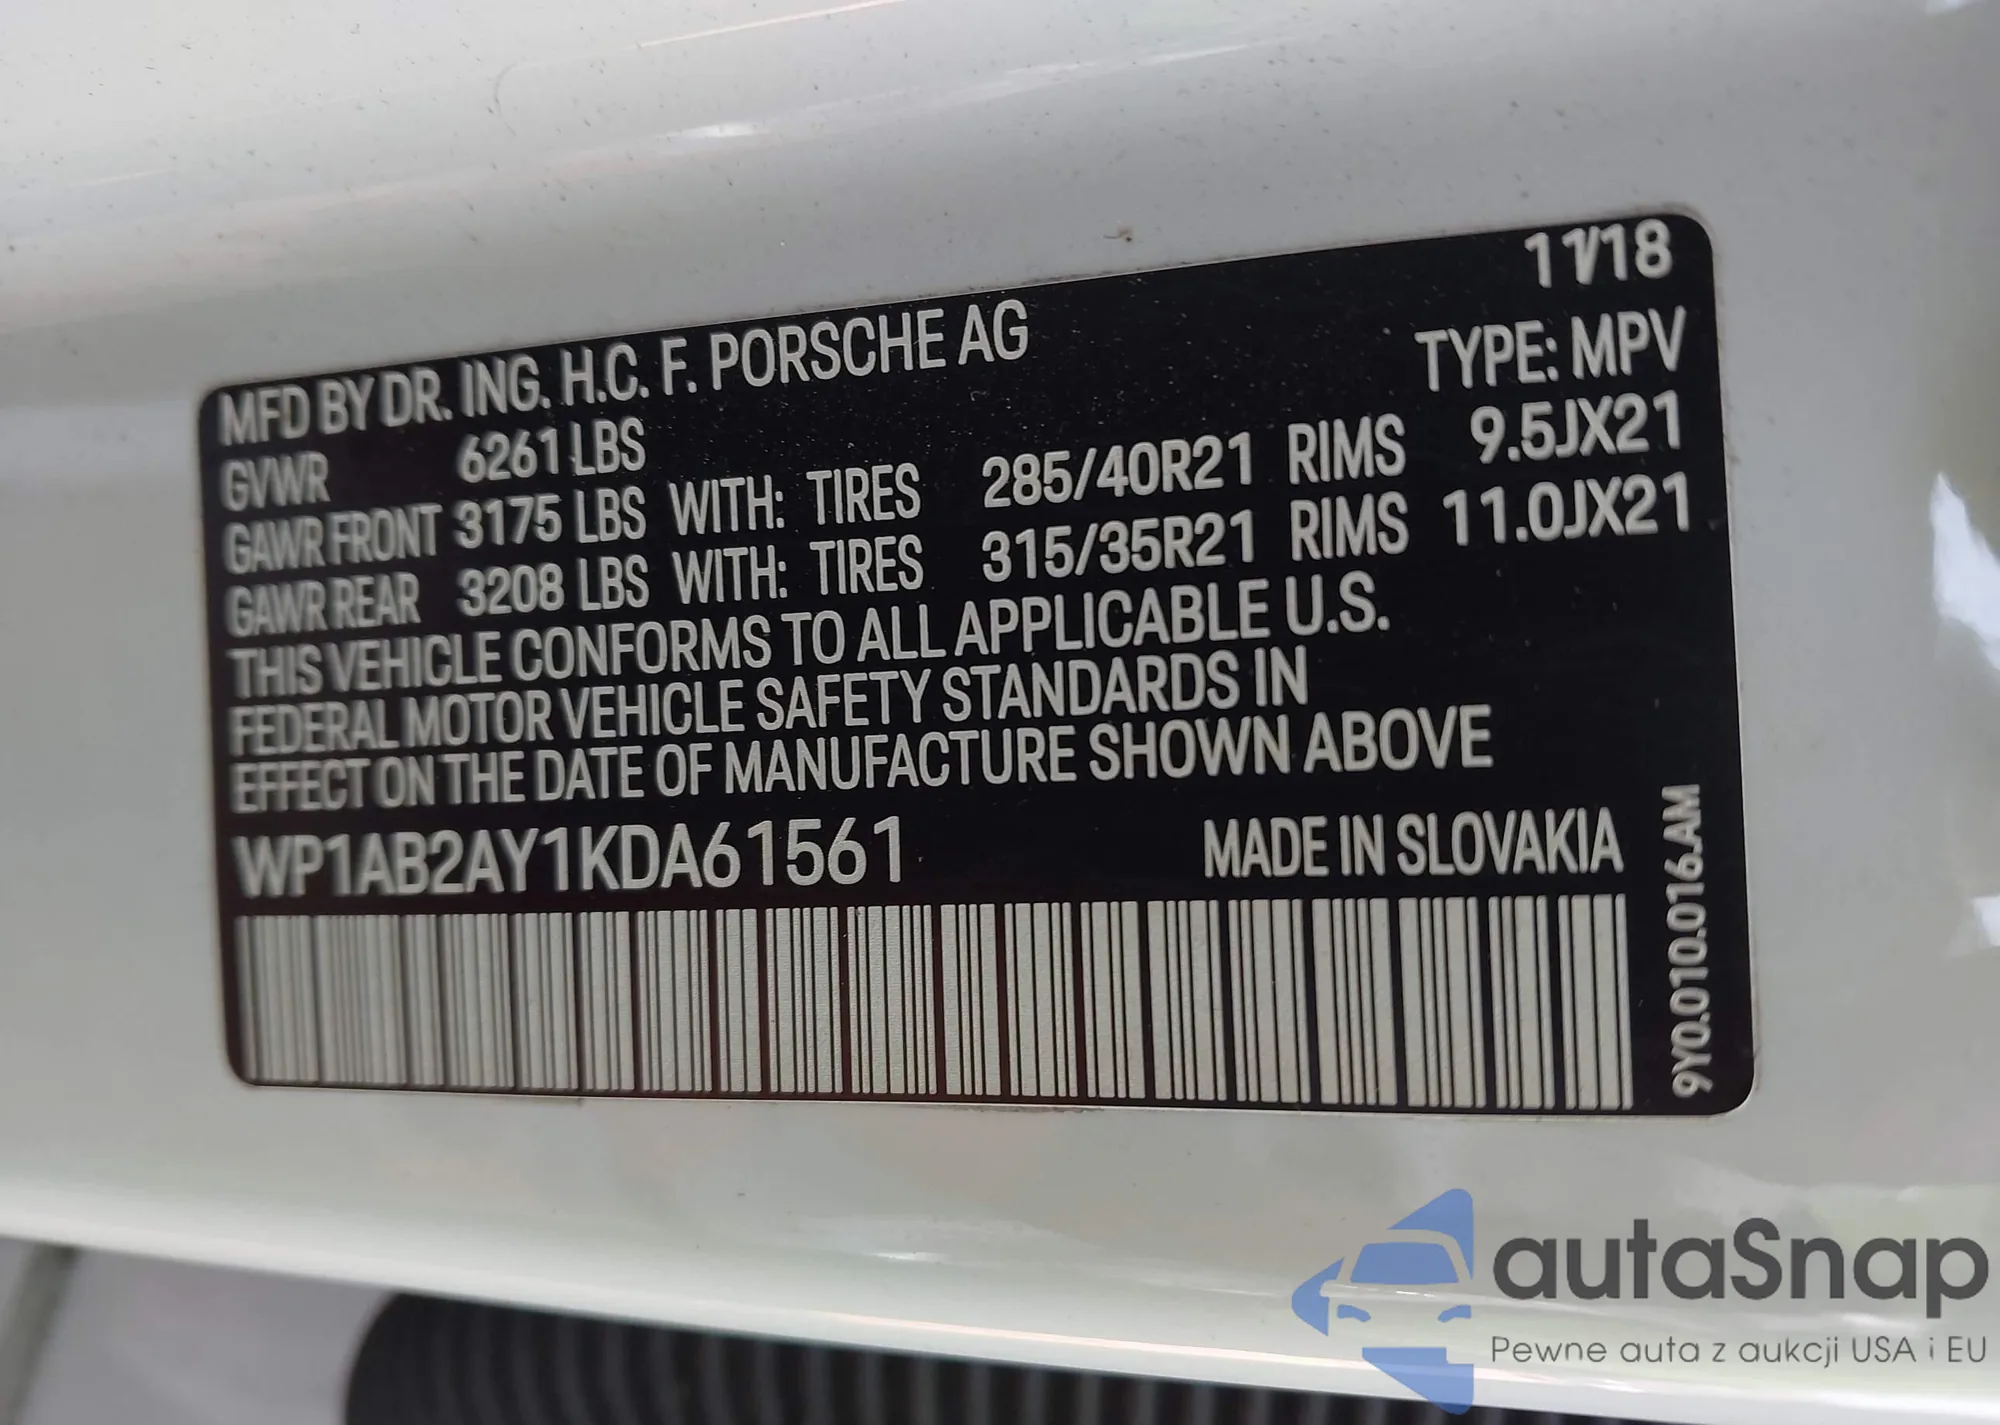 11/18
MFD BY DR. ING. H.C. F. PORSCHE AG
TYPE: MPV
GVWR 6261 LBS
GAWR FRONT 3175 LBS WITH: TIRES 285/40R21 RIMS 9.5JX21
GAWR REAR 3208 LBS WITH: TIRES 315/35R21 RIMS 11.0JX21
THIS VEHICLE CONFORMS TO ALL APPLICABLE U.S.
FEDERAL MOTOR VEHICLE SAFETY STANDARDS IN
EFFECT ON THE DATE OF MANUFACTURE SHOWN ABOVE
WP1AB2AY1KDA61561 MADE IN SLOVAKIA
9Y0.010.016.AM
autaSnap
Pewne auta z aukcji USA i EU